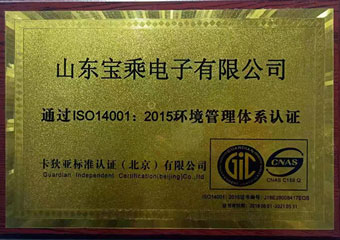 山东宝乘电子有限公司
通过ISO14001：2015环境管理体系认证
卡狄亚标准认证（北京）有限公司
Guardian Independent Certification(beijing)Co.,Ltd
GIC
CNAS